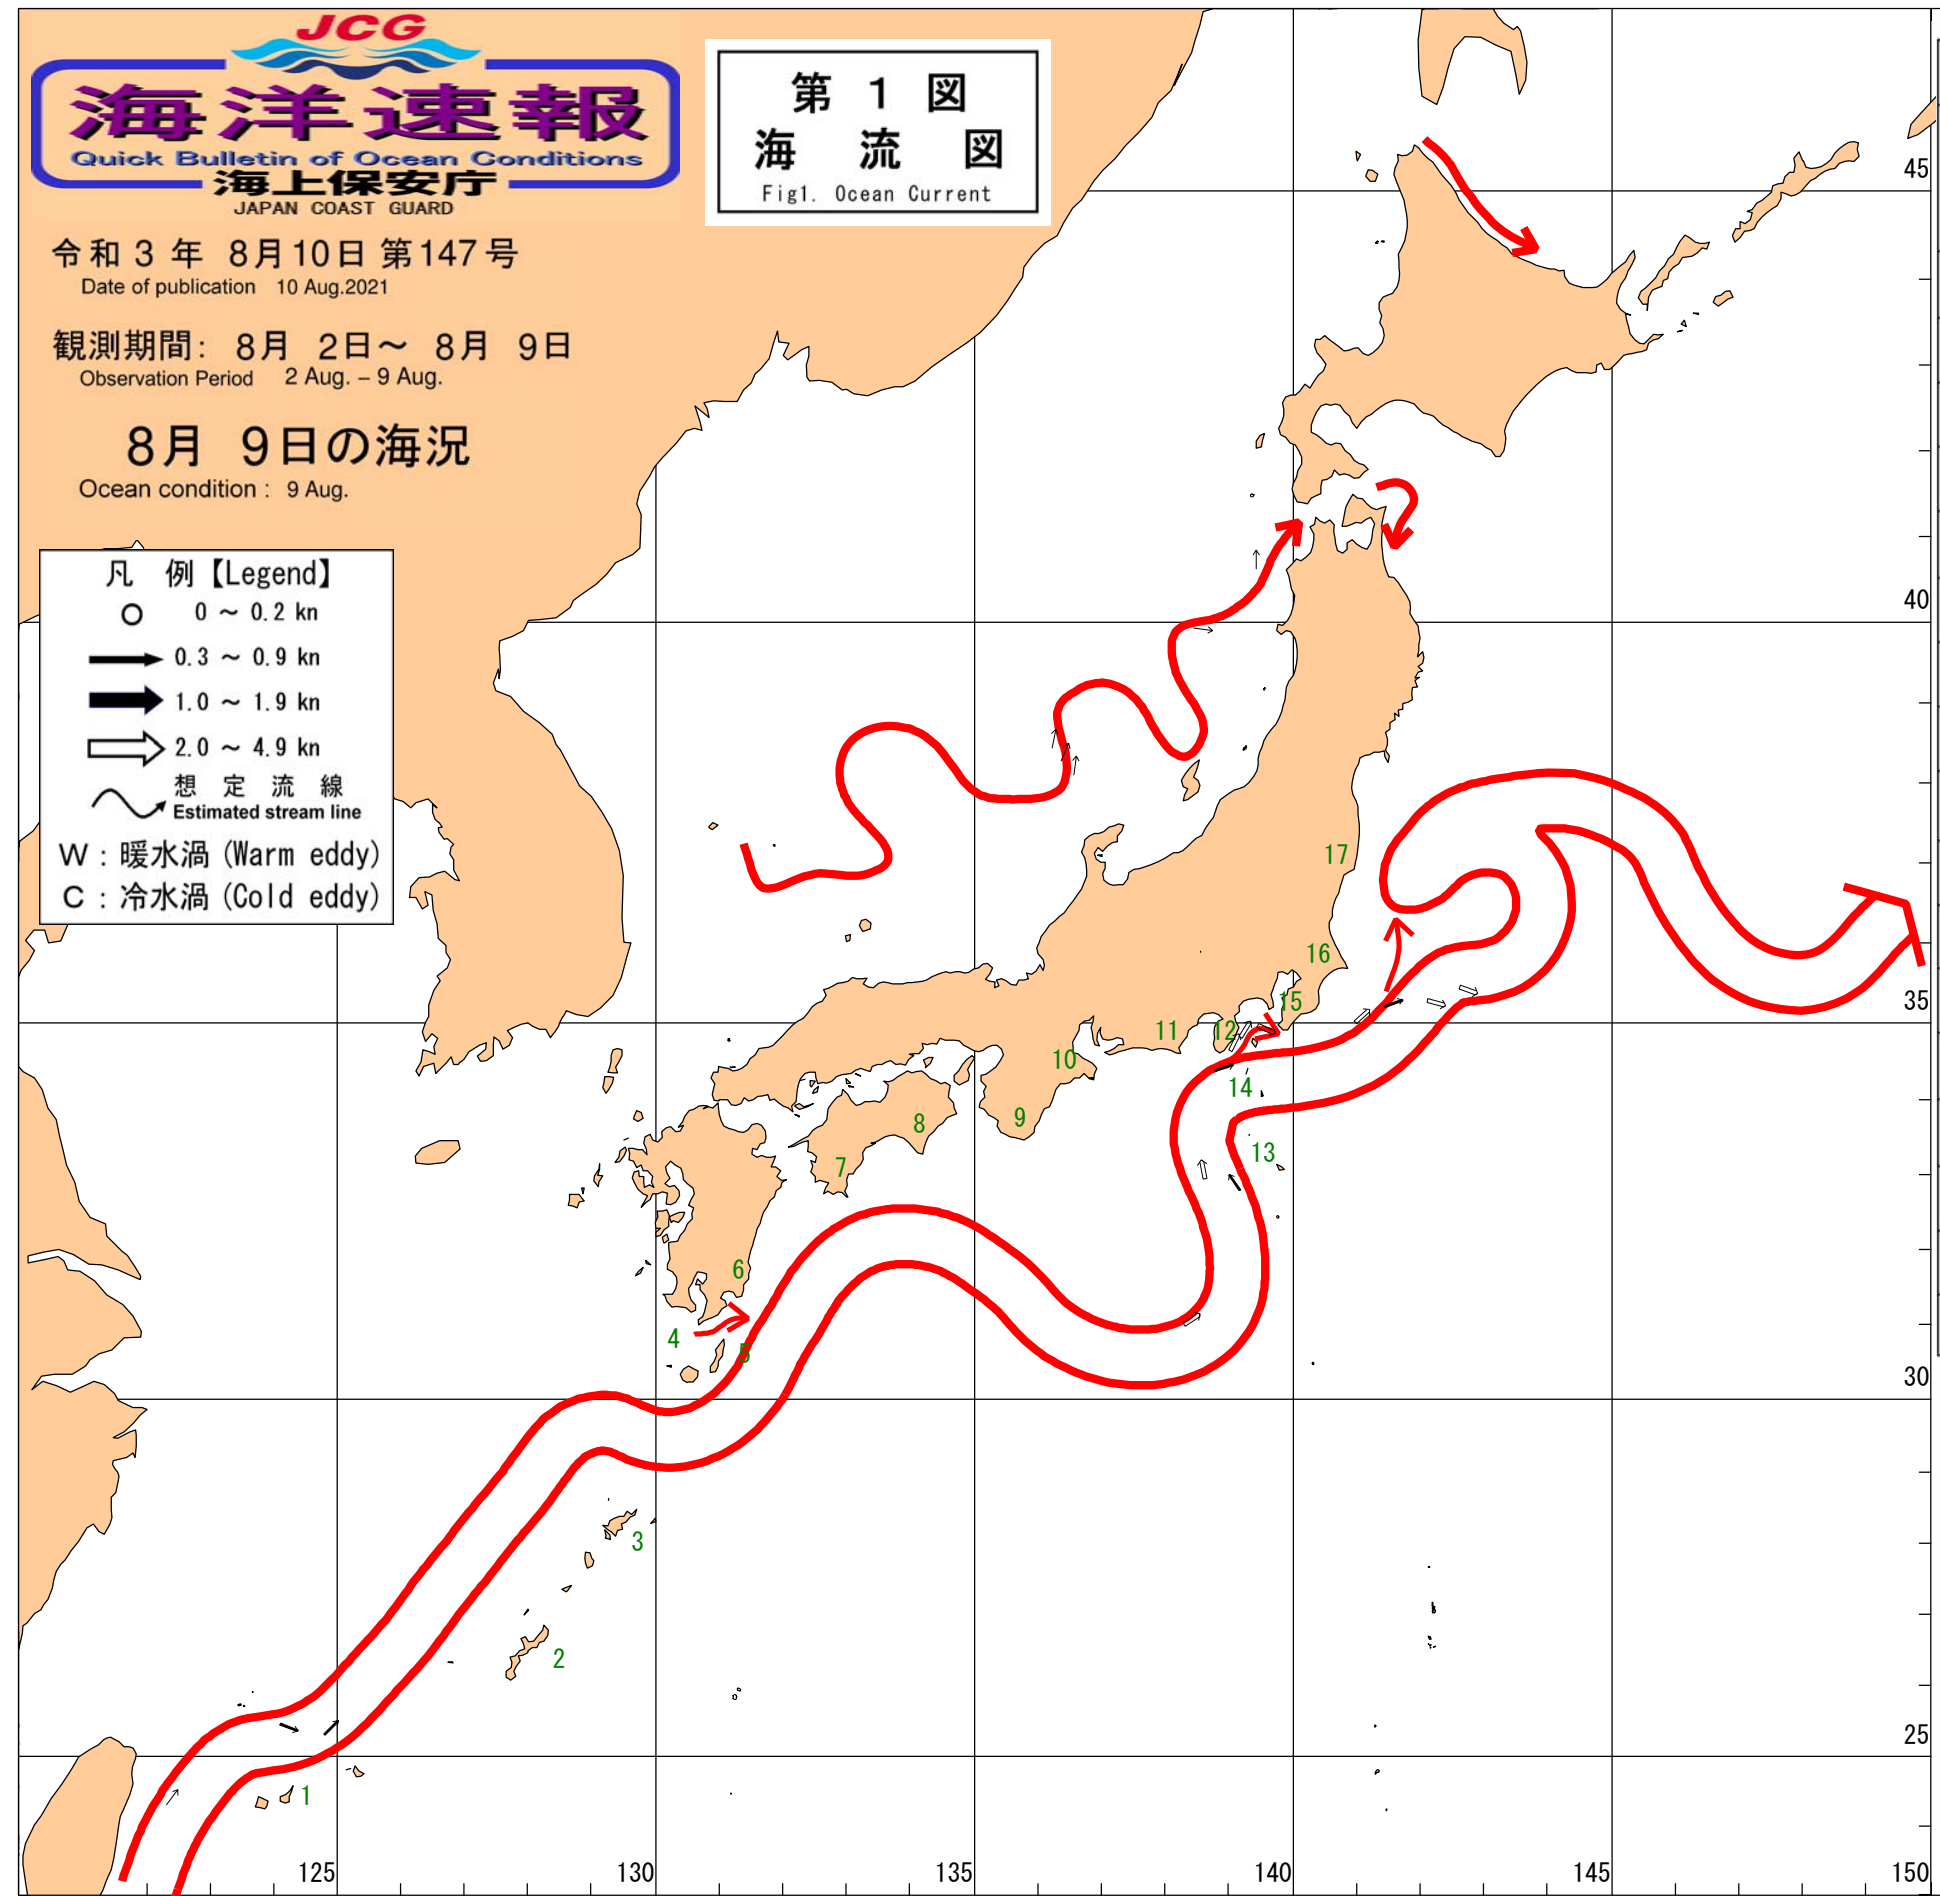 JCG
海洋速報
Quick Bulletin of Ocean Conditions
海上保安庁
JAPAN COAST GUARD
第 1 図
海 流 図
Fig1. Ocean Current
令和 3 年 8月10日 第147号
Date of publication 10 Aug.2021
観測期間: 8月 2日～ 8月 9日
Observation Period 2 Aug. – 9 Aug.
8月 9日の海況
Ocean condition : 9 Aug.
凡 例【Legend】
0 ～ 0.2 kn
0.3 ～ 0.9 kn
1.0 ～ 1.9 kn
2.0 ～ 4.9 kn
想 定 流 線
Estimated stream line
W : 暖水渦 (Warm eddy)
C : 冷水渦 (Cold eddy)
45
40
17
16
35
15
12
11
10
14
9
8
13
7
6
4
5
30
3
2
25
1
125
130
135
140
145
150